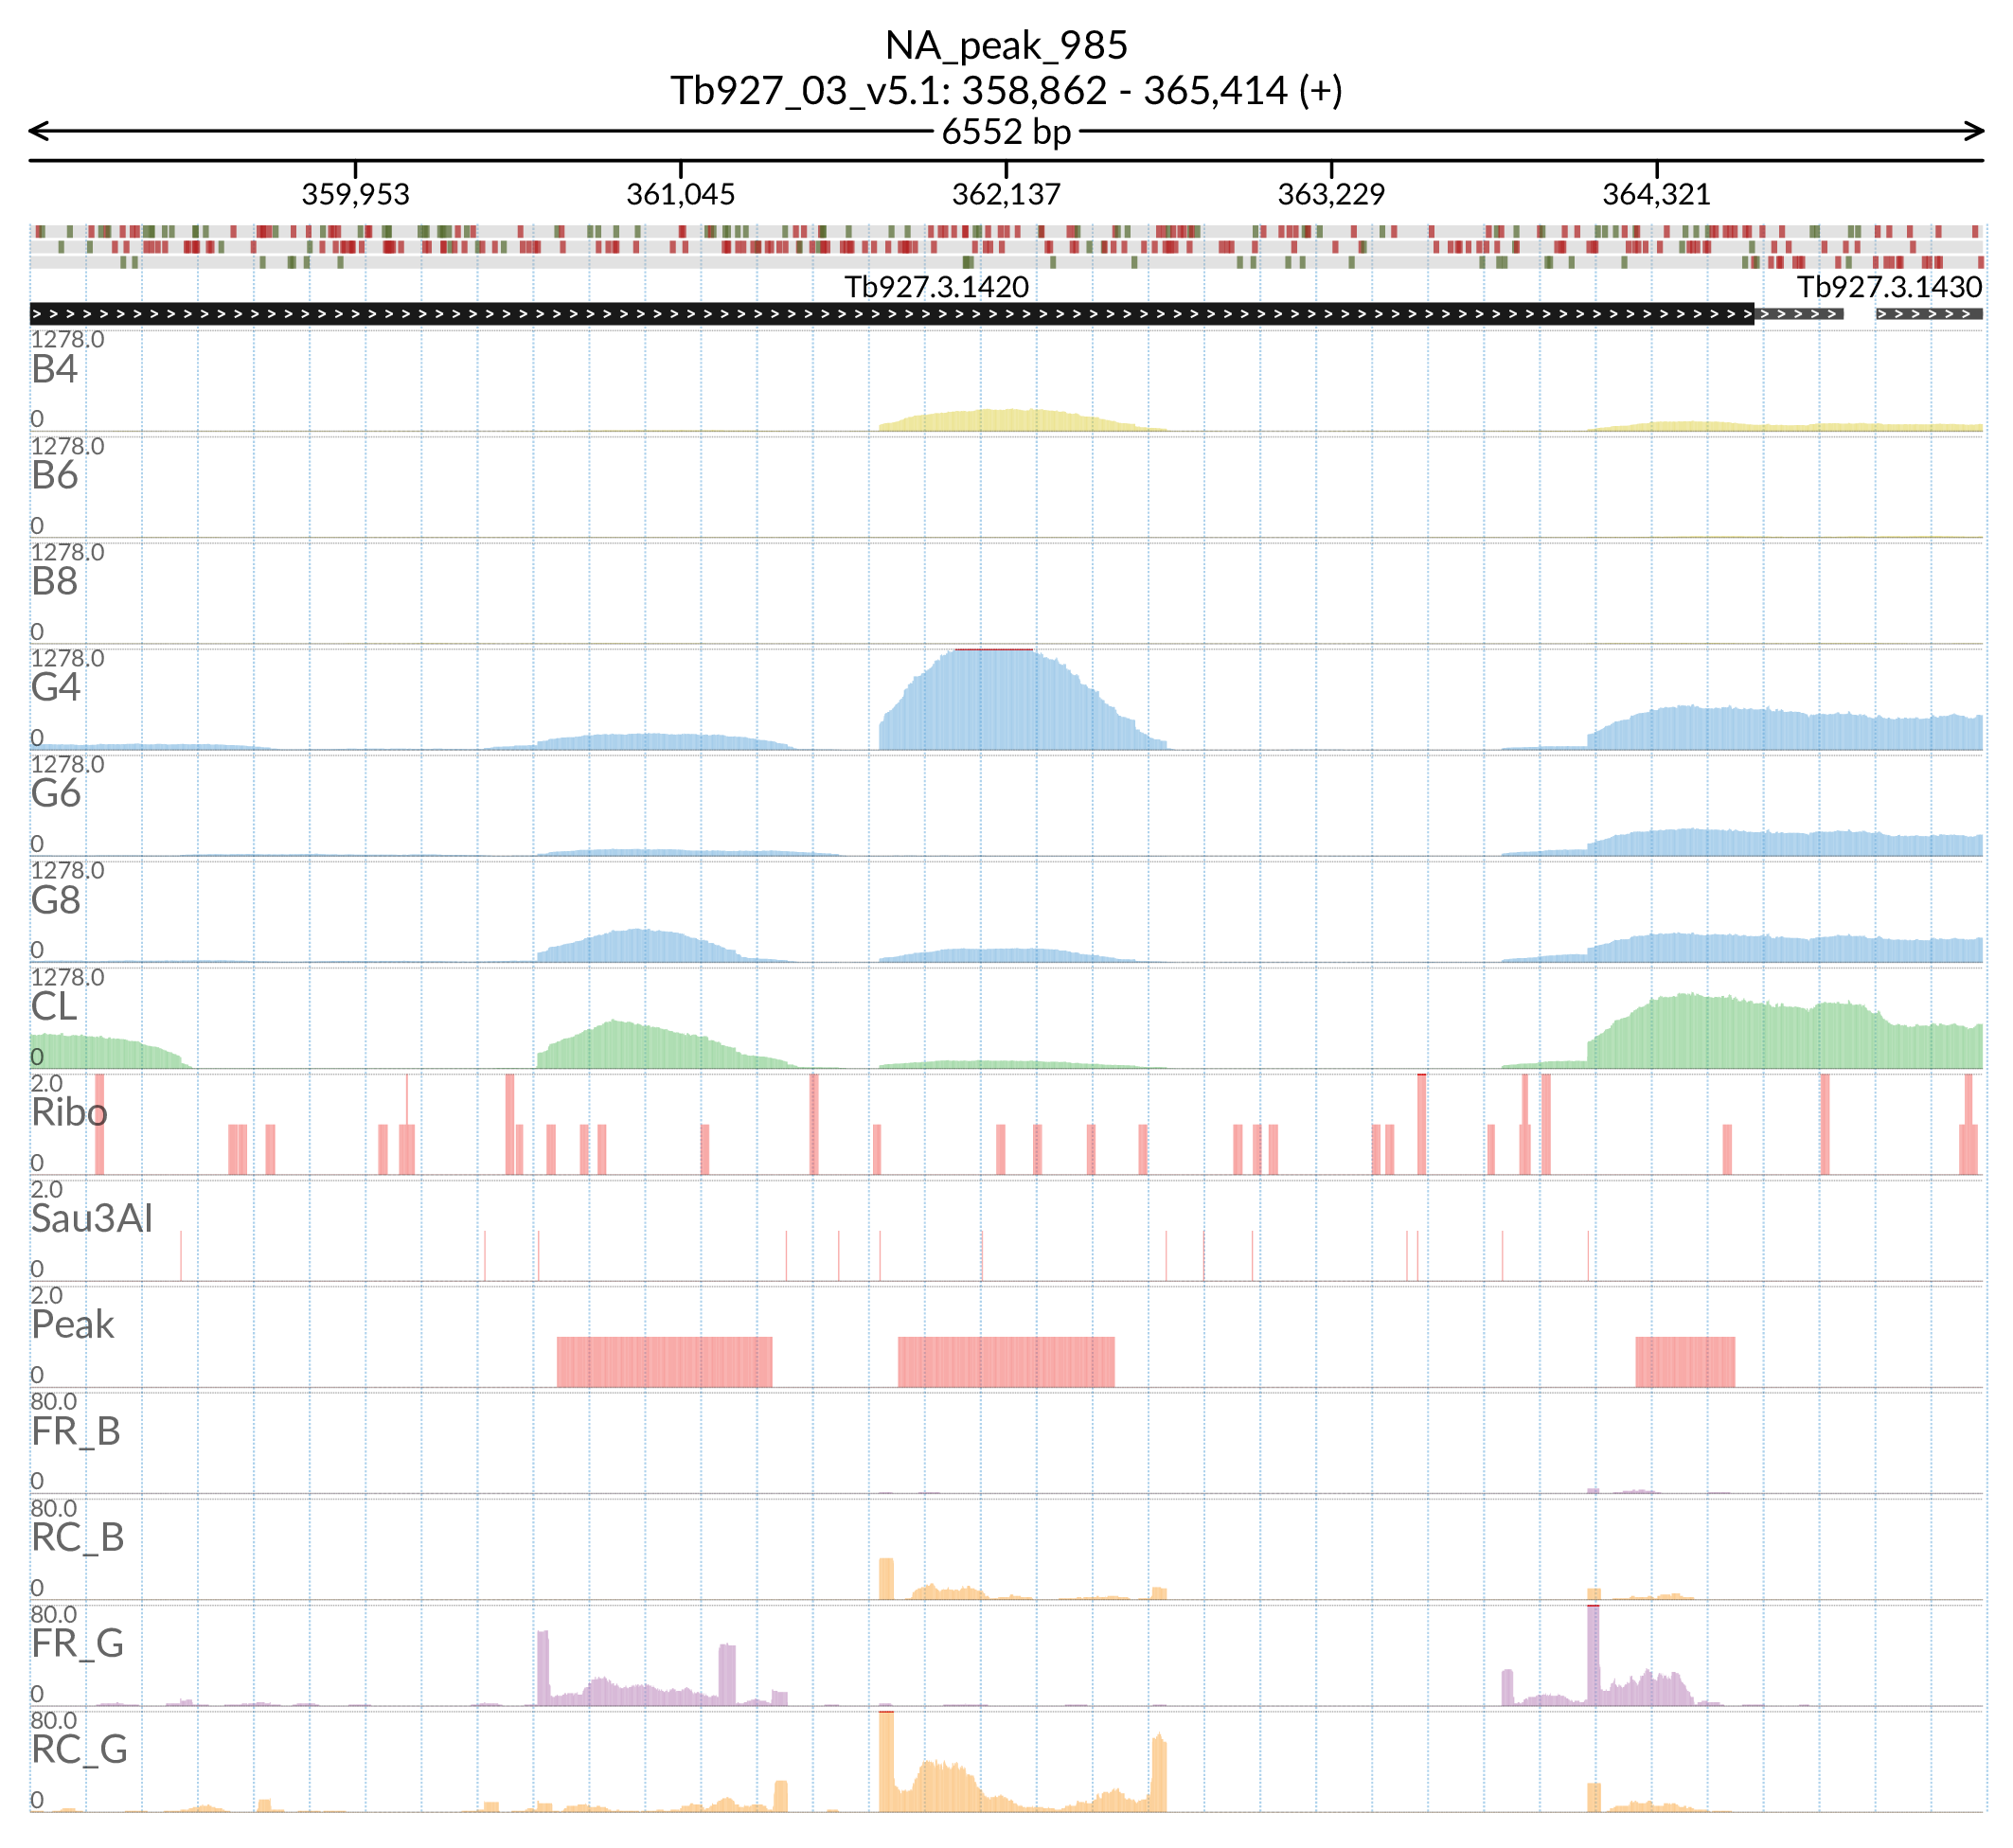 NA_peak_985
Tb927_03_v5.1: 358,862 - 365,414 (+)
6552 bp
359,953 361,045 362,137 363,229 364,321
Tb927.3.1420 Tb927.3.1430
1278.0
B4
0
1278.0
B6
0
1278.0
B8
0
1278.0
G4
0
1278.0
G6
0
1278.0
G8
0
1278.0
CL
0
2.0
Ribo
0
2.0
Sau3AI
0
2.0
Peak
0
80.0
FR_B
0
80.0
RC_B
0
80.0
FR_G
0
80.0
RC_G
0